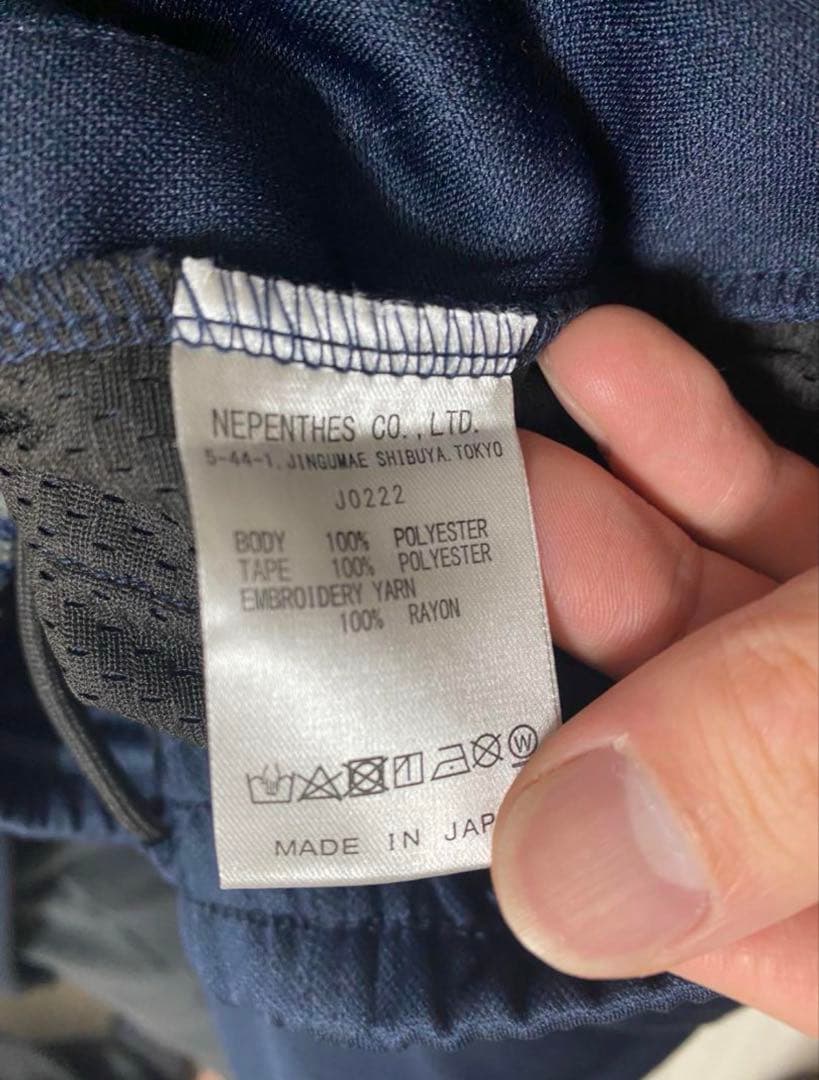 NEPENTHES CO.,LTD.
5-44-1, JINGUMAE SHIBUYA. TOKYO
J0222
BODY 100% POLYESTER
TAPE 100% POLYESTER
EMBROIDERY YARN
100% RAYON
W
MADE IN JAP